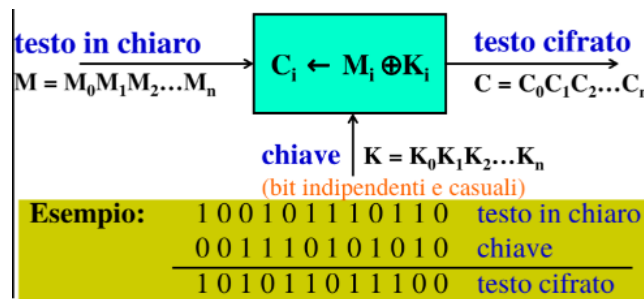 testo in chiaro
M = M₀M₁M₂…Mₙ
Cᵢ ← Mᵢ ⊕Kᵢ
testo cifrato
C = C₀C₁C₂…Cₙ
chiave K = K₀K₁K₂…Kₙ
(bit indipendenti e casuali)
Esempio: 1 0 0 1 0 1 1 1 0 1 1 0 testo in chiaro
0 0 1 1 1 0 1 0 1 0 1 0 chiave
1 0 1 0 1 1 0 1 1 1 0 0 testo cifrato